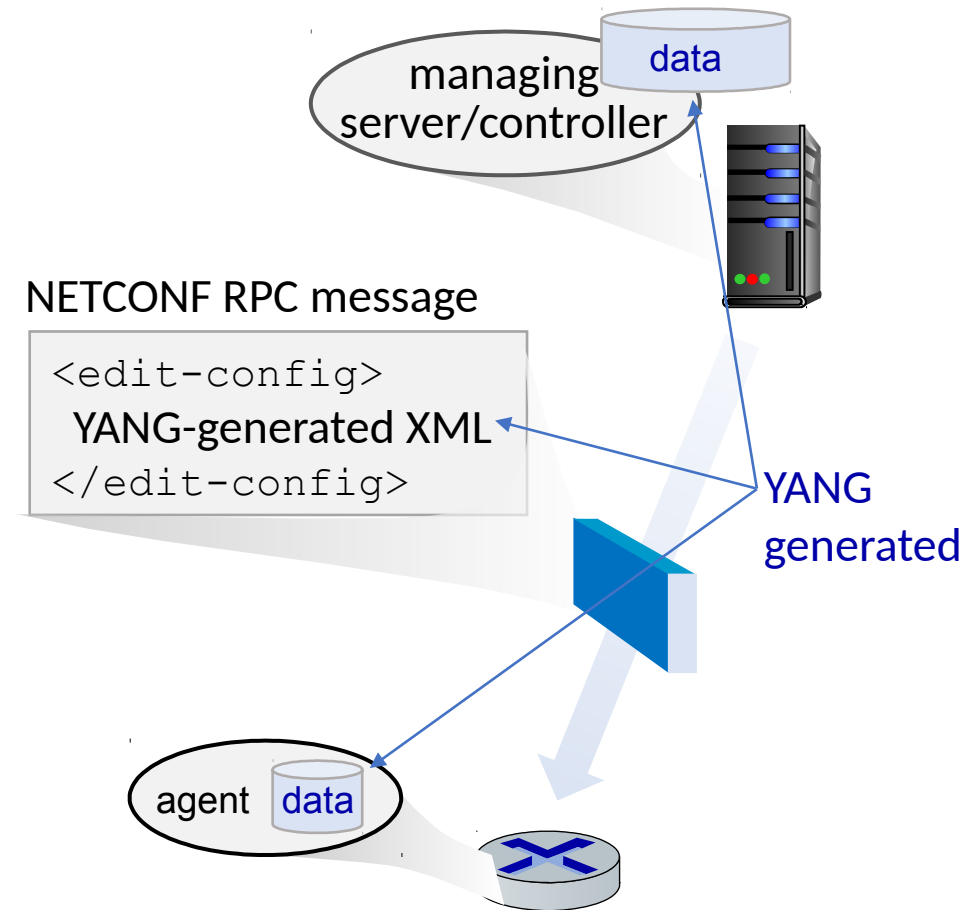 data
managing
server/controller
NETCONF RPC message
<edit-config>
YANG-generated XML
</edit-config>
YANG
generated
agent data